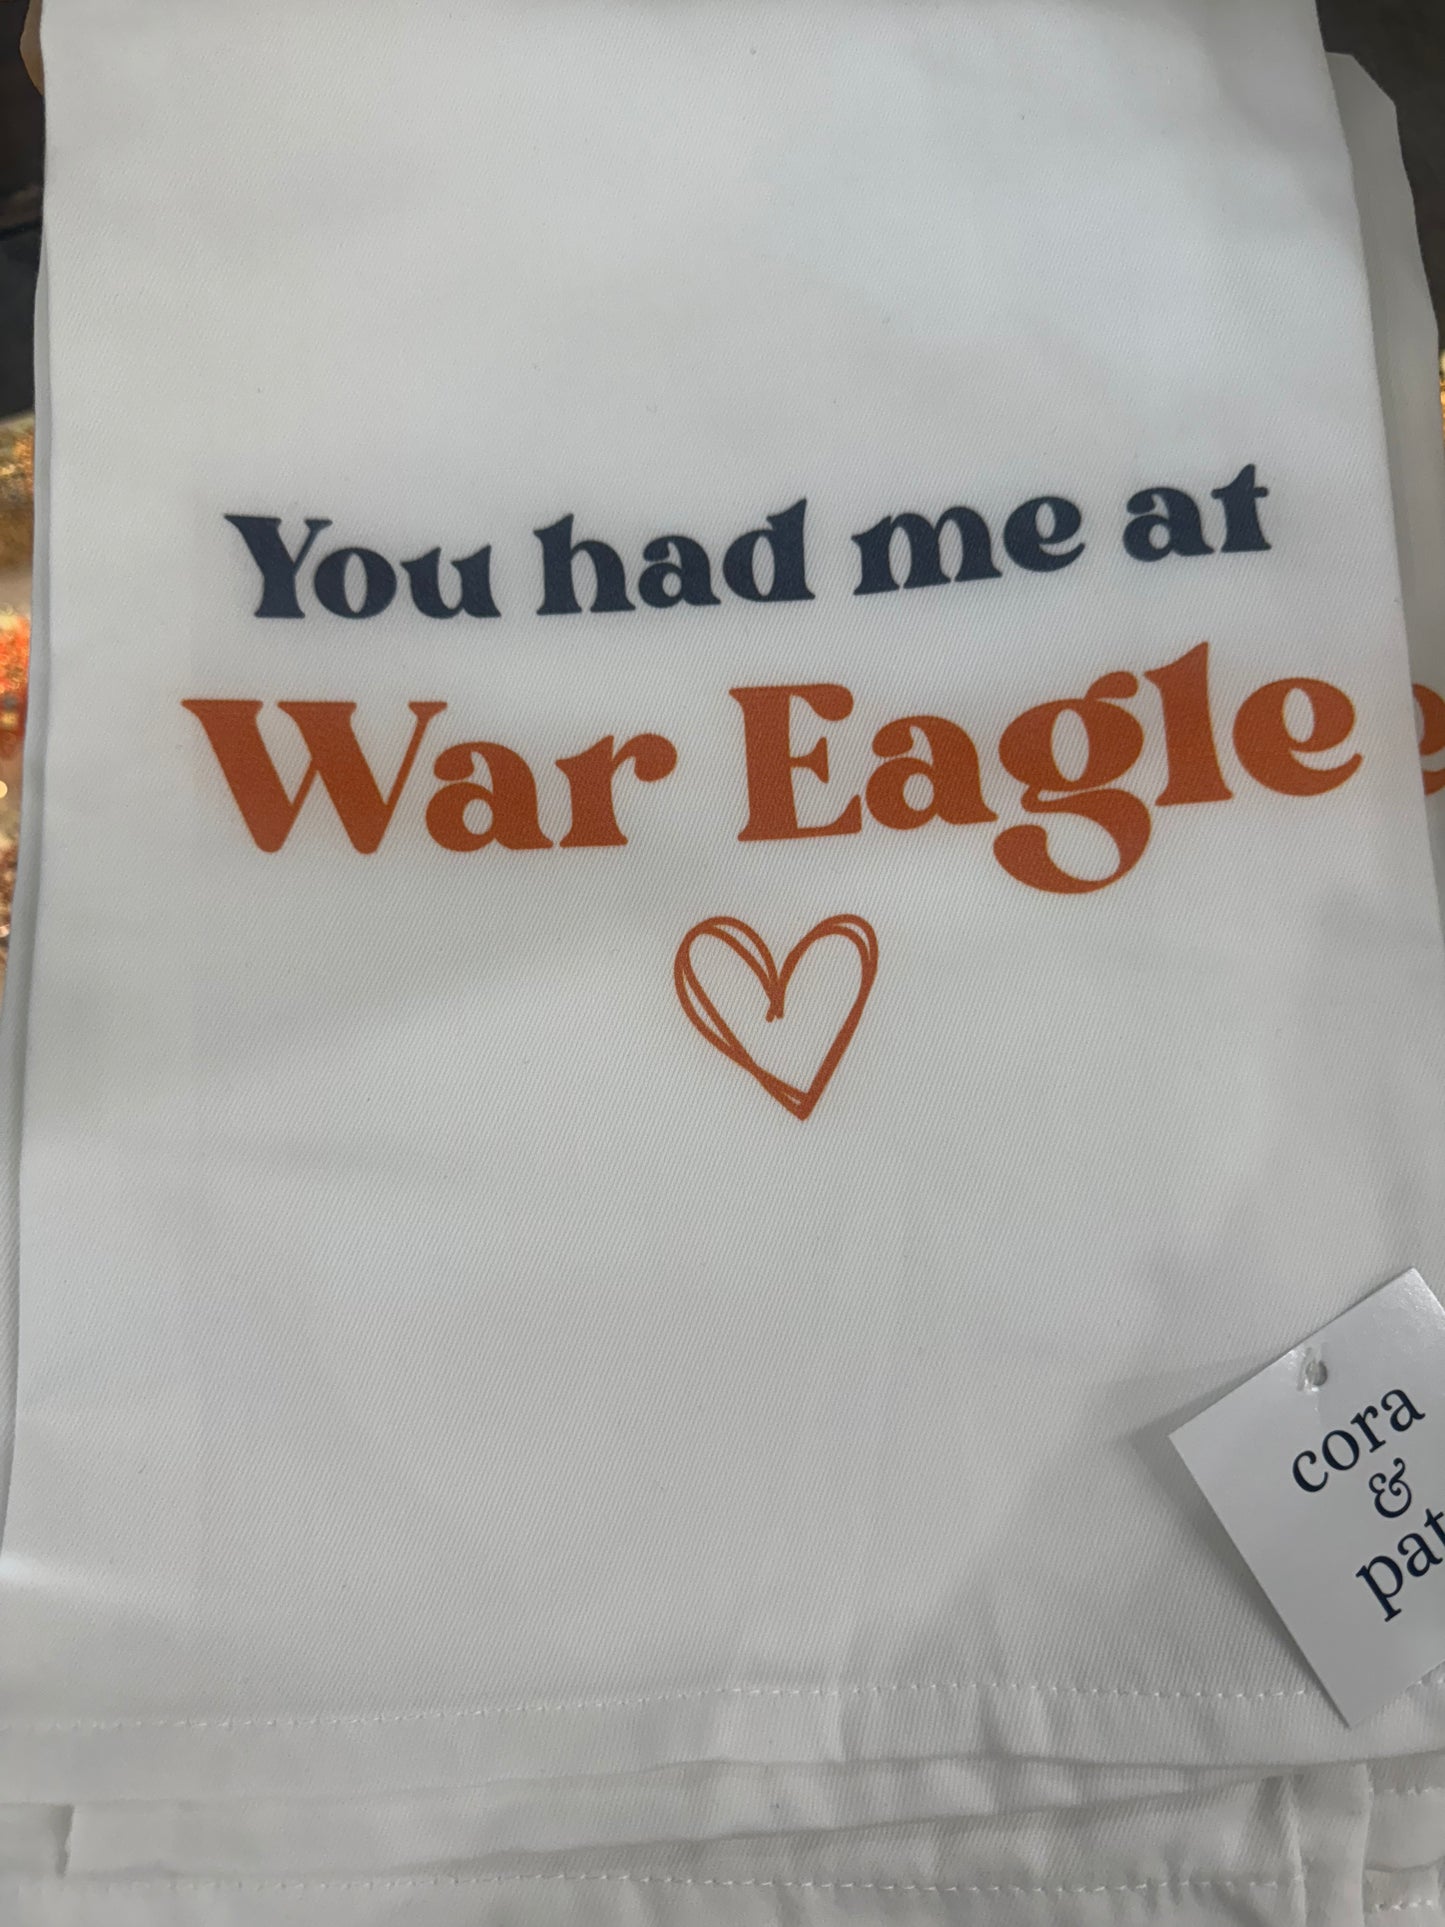 You had me at
War Eagle
e
cora
&
pat